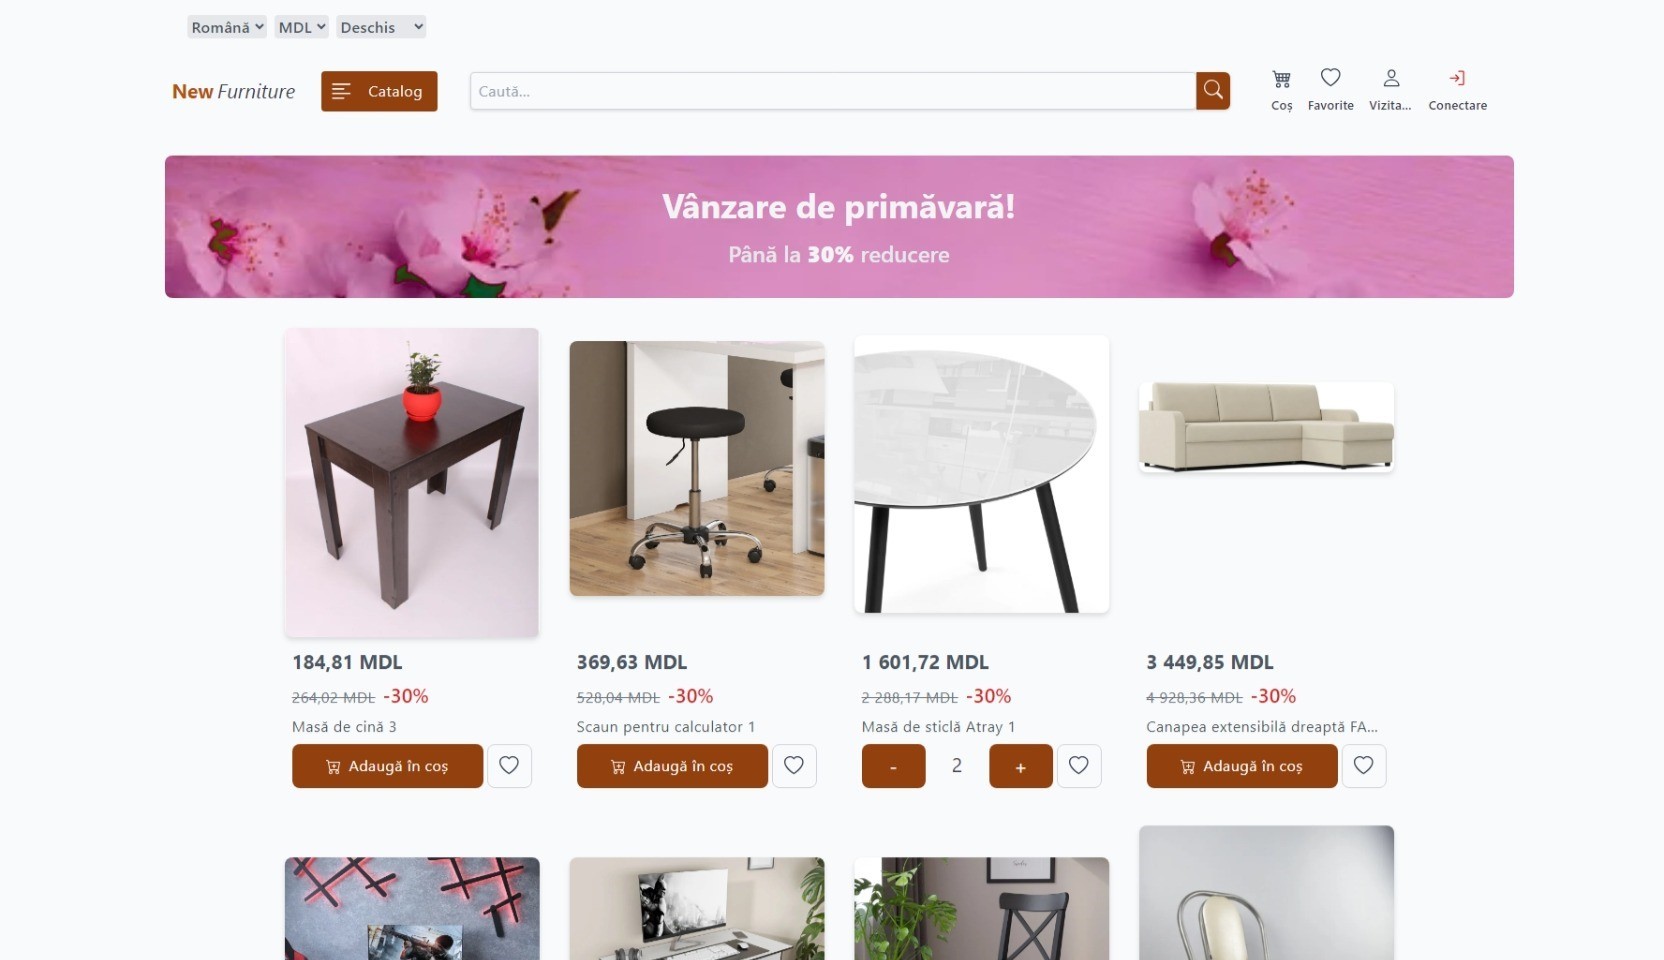 Română MDL Deschis
New Furniture
Catalog
Caută...
Coș
Favorite
Vizita...
Conectare
Vânzare de primăvară!
Până la 30% reducere
184,81 MDL
264,02 MDL -30%
Masă de cină 3
Adaugă în coș
369,63 MDL
528,04 MDL -30%
Scaun pentru calculator 1
Adaugă în coș
1 601,72 MDL
2 288,17 MDL -30%
Masă de sticlă Atray 1
- 2 +
3 449,85 MDL
4 928,36 MDL -30%
Canapea extensibilă dreaptă FA...
Adaugă în coș